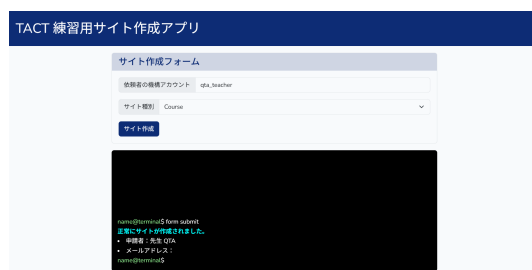 TACT 練習用サイト作成アプリ
サイト作成フォーム
依頼者の機構アカウント qta_teacher
サイト種別 Course
サイト作成
name@terminal$ form submit
正常にサイトが作成されました。
• 申請者：先生 QTA
• メールアドレス：
name@terminal$